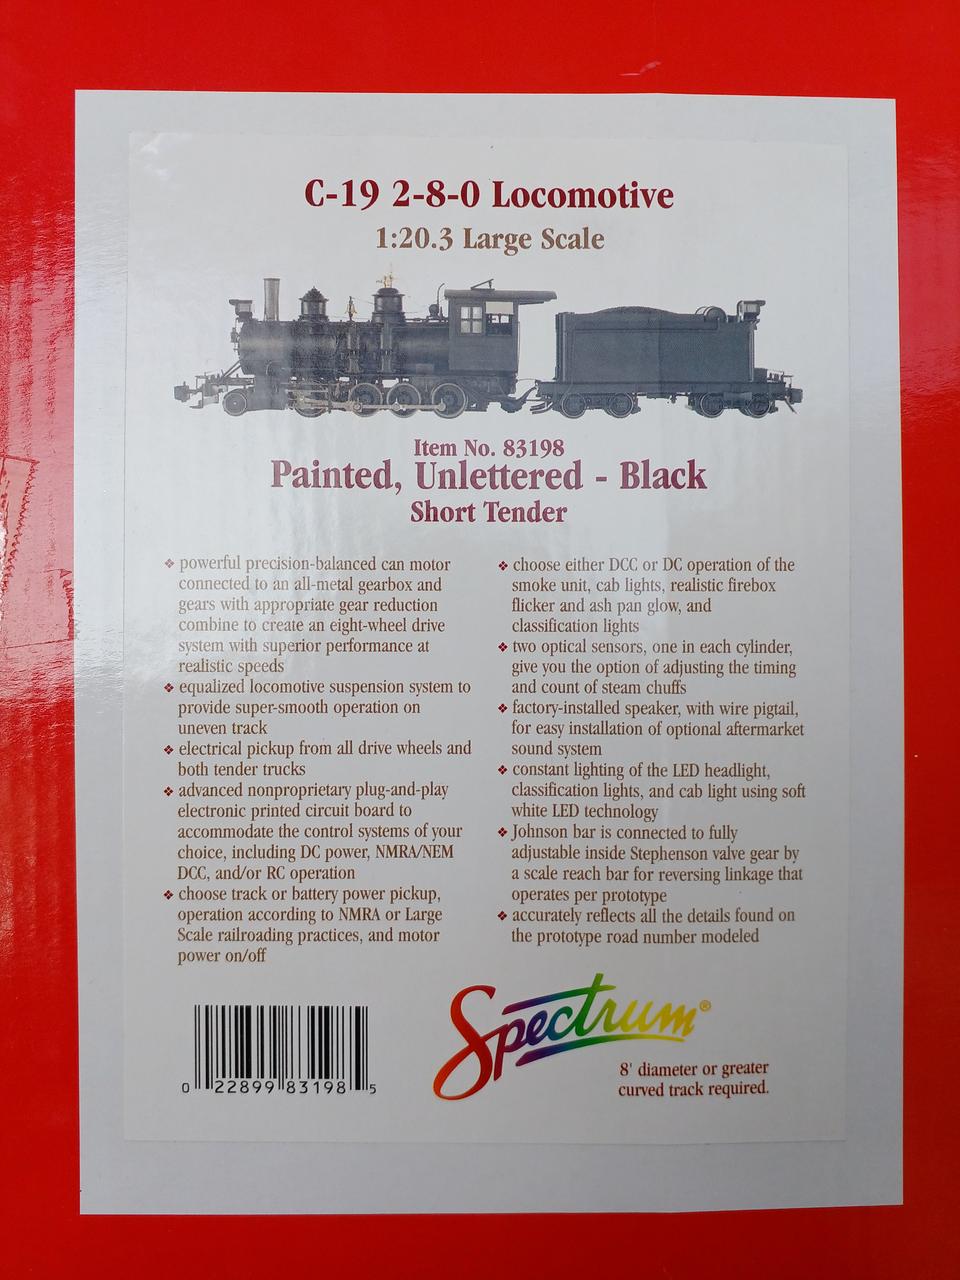 C-19 2-8-0 Locomotive
1:20.3 Large Scale
Item No. 83198
Painted, Unlettered - Black
Short Tender
❖ powerful precision-balanced can motor
connected to an all-metal gearbox and
gears with appropriate gear reduction
combine to create an eight-wheel drive
system with superior performance at
realistic speeds
❖ equalized locomotive suspension system to
provide super-smooth operation on
uneven track
❖ electrical pickup from all drive wheels and
both tender trucks
❖ advanced nonproprietary plug-and-play
electronic printed circuit board to
accommodate the control systems of your
choice, including DC power, NMRA/NEM
DCC, and/or RC operation
❖ choose track or battery power pickup,
operation according to NMRA or Large
Scale railroading practices, and motor
power on/off
❖ choose either DCC or DC operation of the
smoke unit, cab lights, realistic firebox
flicker and ash pan glow, and
classification lights
❖ two optical sensors, one in each cylinder,
give you the option of adjusting the timing
and count of steam chuffs
❖ factory-installed speaker, with wire pigtail,
for easy installation of optional aftermarket
sound system
❖ constant lighting of the LED headlight,
classification lights, and cab light using soft
white LED technology
❖ Johnson bar is connected to fully
adjustable inside Stephenson valve gear by
a scale reach bar for reversing linkage that
operates per prototype
❖ accurately reflects all the details found on
the prototype road number modeled
0 22899 83198 5
Spectrum®
8' diameter or greater
curved track required.